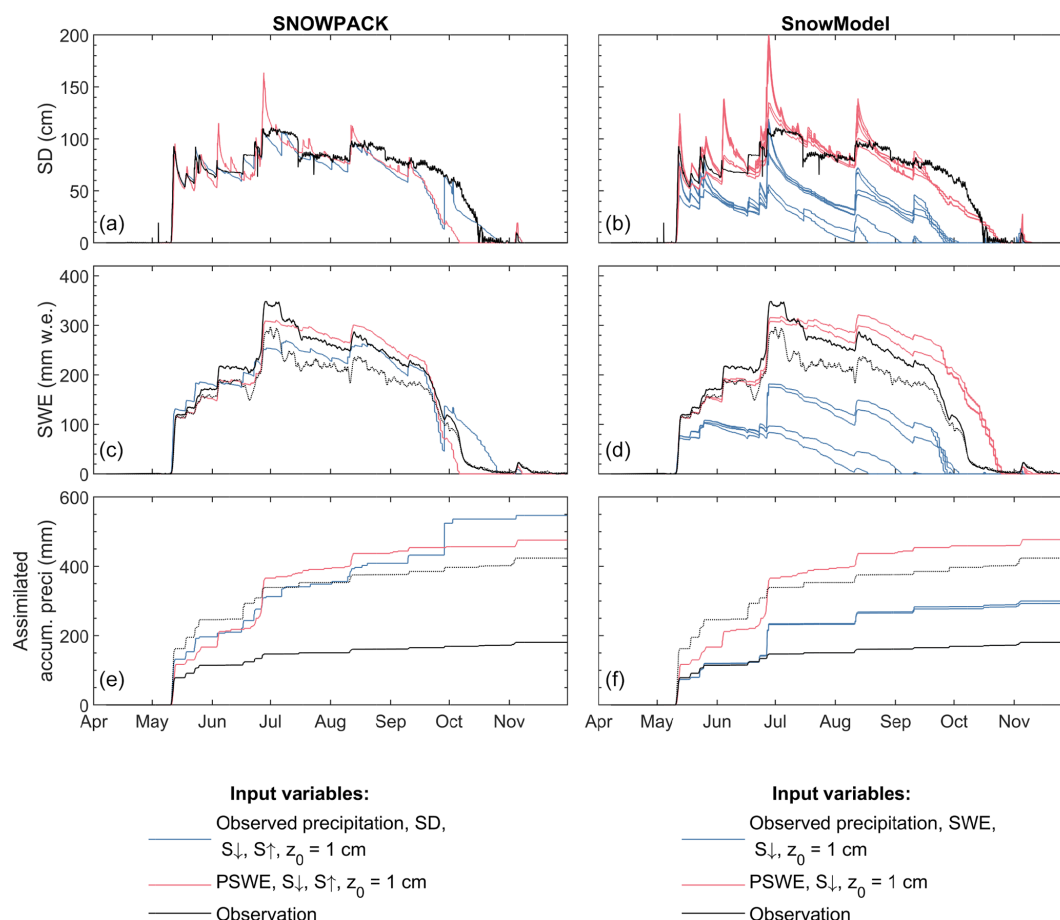 SNOWPACK
SnowModel
SD (cm)
200
150
100
50
0
(a)
(b)
SWE (mm w.e.)
400
300
200
100
0
(c)
(d)
Assimilated
accum. preci (mm)
600
400
200
0
(e)
(f)
Apr May Jun Jul Aug Sep Oct Nov
Apr May Jun Jul Aug Sep Oct Nov
Input variables:
Observed precipitation, SD,
S↓, S↑, z₀ = 1 cm
PSWE, S↓, S↑, z₀ = 1 cm
Observation
Input variables:
Observed precipitation, SWE,
S↓, z₀ = 1 cm
PSWE, S↓, z₀ = 1 cm
Observation